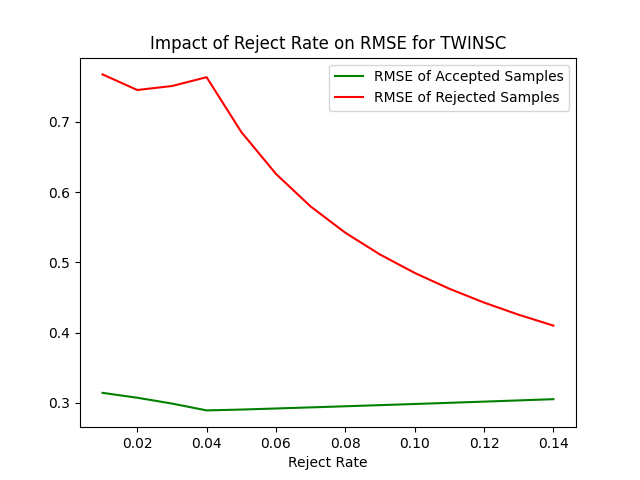 Impact of Reject Rate on RMSE for TWINSC
RMSE of Accepted Samples
RMSE of Rejected Samples
0.7
0.6
0.5
0.4
0.3
0.02 0.04 0.06 0.08 0.10 0.12 0.14
Reject Rate